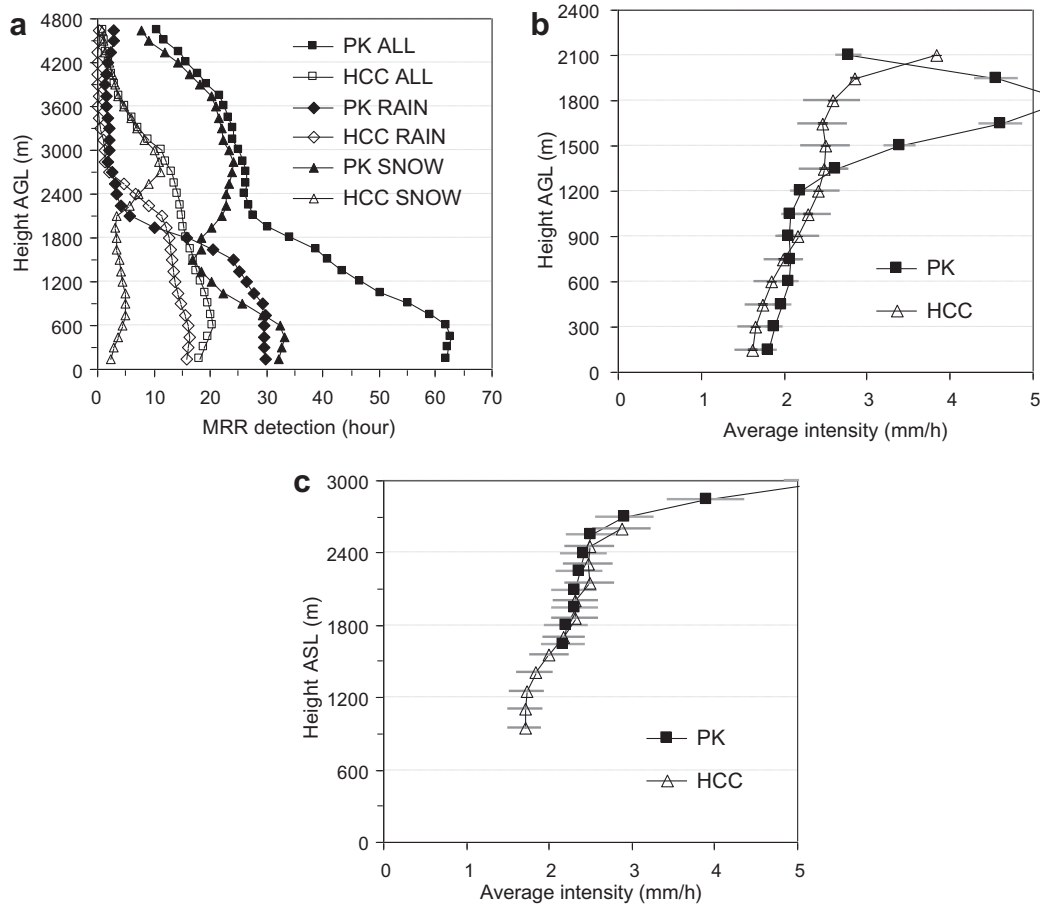 a
4800
4200
3600
3000
2400
1800
1200
600
0
Height AGL (m)
0 10 20 30 40 50 60 70
MRR detection (hour)
PK ALL
HCC ALL
PK RAIN
HCC RAIN
PK SNOW
HCC SNOW
b
2400
2100
1800
1500
1200
900
600
300
0
Height AGL (m)
0 1 2 3 4 5
Average intensity (mm/h)
PK
HCC
c
3000
2400
1800
1200
600
0
Height ASL (m)
0 1 2 3 4 5
Average intensity (mm/h)
PK
HCC